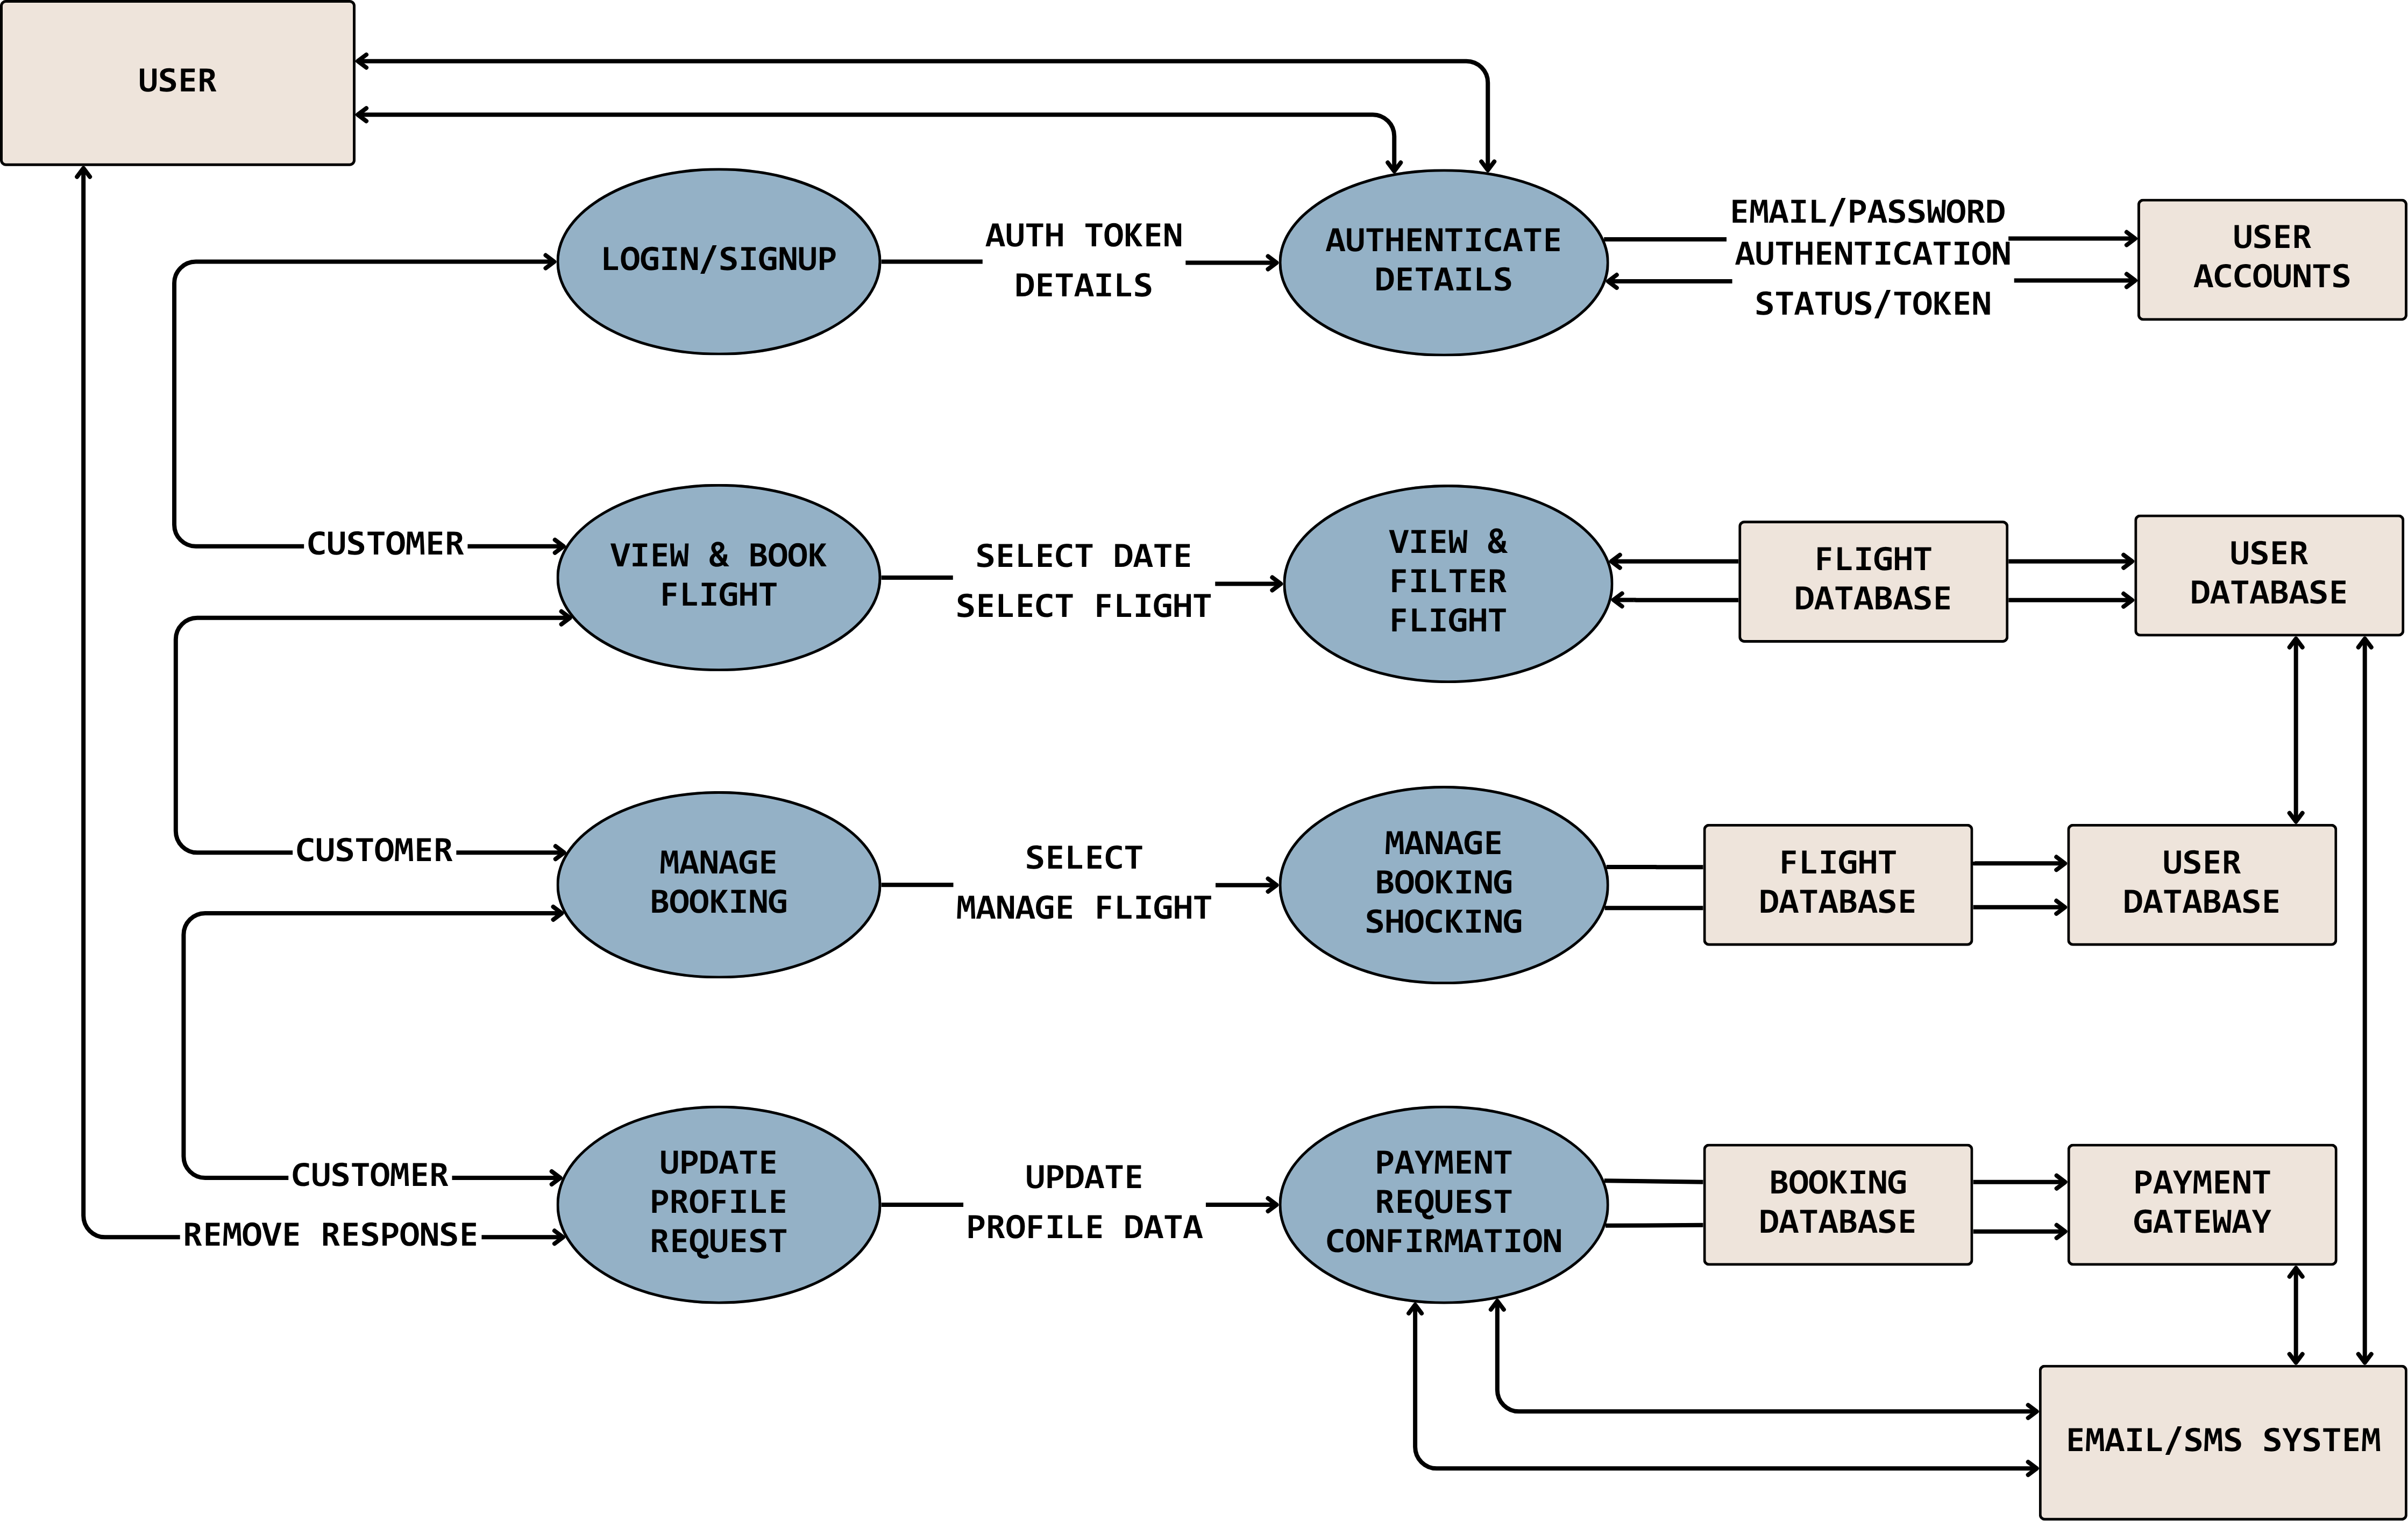 USER
LOGIN/SIGNUP
AUTH TOKEN
DETAILS
AUTHENTICATE
DETAILS
EMAIL/PASSWORD
AUTHENTICATION
STATUS/TOKEN
USER
ACCOUNTS
CUSTOMER
VIEW & BOOK
FLIGHT
SELECT DATE
SELECT FLIGHT
VIEW &
FILTER
FLIGHT
FLIGHT
DATABASE
USER
DATABASE
CUSTOMER
MANAGE
BOOKING
SELECT
MANAGE FLIGHT
MANAGE
BOOKING
SHOCKING
FLIGHT
DATABASE
USER
DATABASE
CUSTOMER
REMOVE RESPONSE
UPDATE
PROFILE
REQUEST
UPDATE
PROFILE DATA
PAYMENT
REQUEST
CONFIRMATION
BOOKING
DATABASE
PAYMENT
GATEWAY
EMAIL/SMS SYSTEM